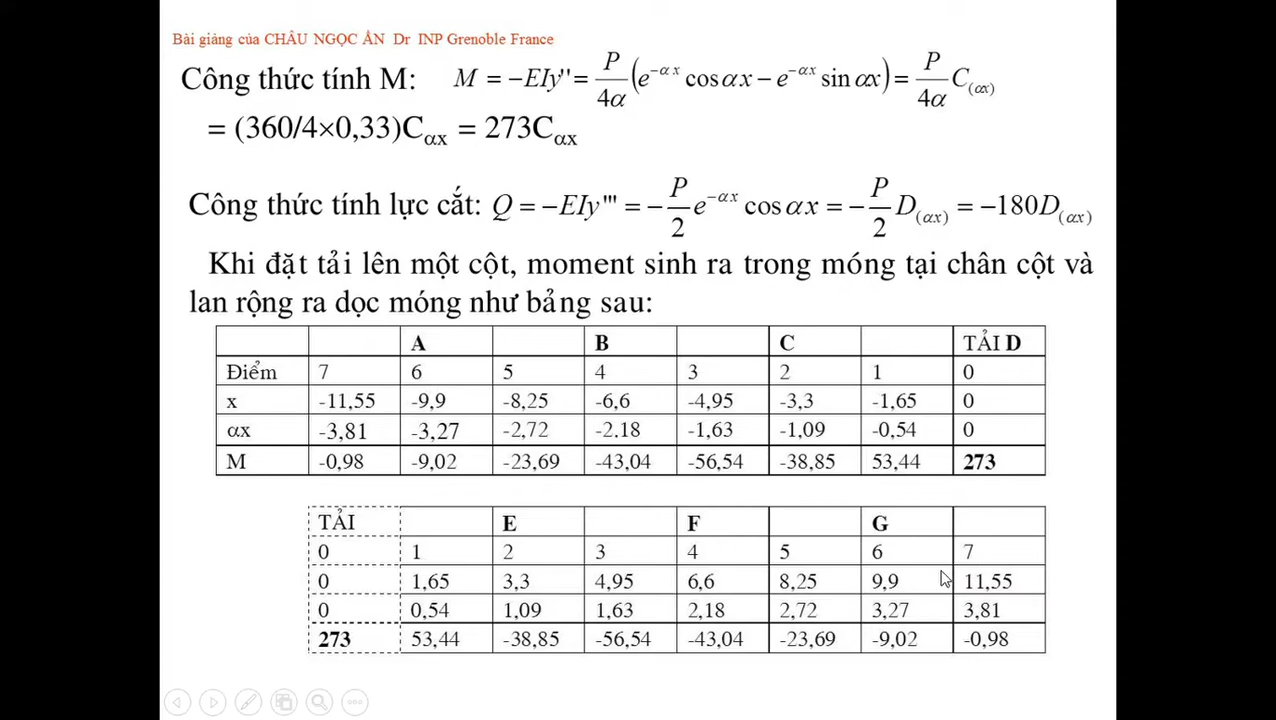 Bài giảng của CHÂU NGỌC ẨN Dr INP Grenoble France
Công thức tính M: M = −EIy'' = P/4α (e^−αx cosαx − e^−αx sin αx) = P/4α C(αx)
= (360/4×0,33)Cαx = 273Cαx
Công thức tính lực cắt: Q = −EIy''' = −P/2 e^−αx cosαx = −P/2 D(αx) = −180D(αx)
Khi đặt tải lên một cột, moment sinh ra trong móng tại chân cột và
lan rộng ra dọc móng như bảng sau:
A B C TẢI D
Điểm 7 6 5 4 3 2 1 0
x -11,55 -9,9 -8,25 -6,6 -4,95 -3,3 -1,65 0
αx -3,81 -3,27 -2,72 -2.18 -1,63 -1,09 -0,54 0
M -0,98 -9,02 -23,69 -43,04 -56,54 -38,85 53,44 273
TẢI E F G
0 1 2 3 4 5 6 7
0 1,65 3,3 4,95 6,6 8,25 9,9 11,55
0 0,54 1,09 1,63 2,18 2,72 3,27 3,81
273 53,44 -38,85 -56,54 -43,04 -23,69 -9,02 -0,98